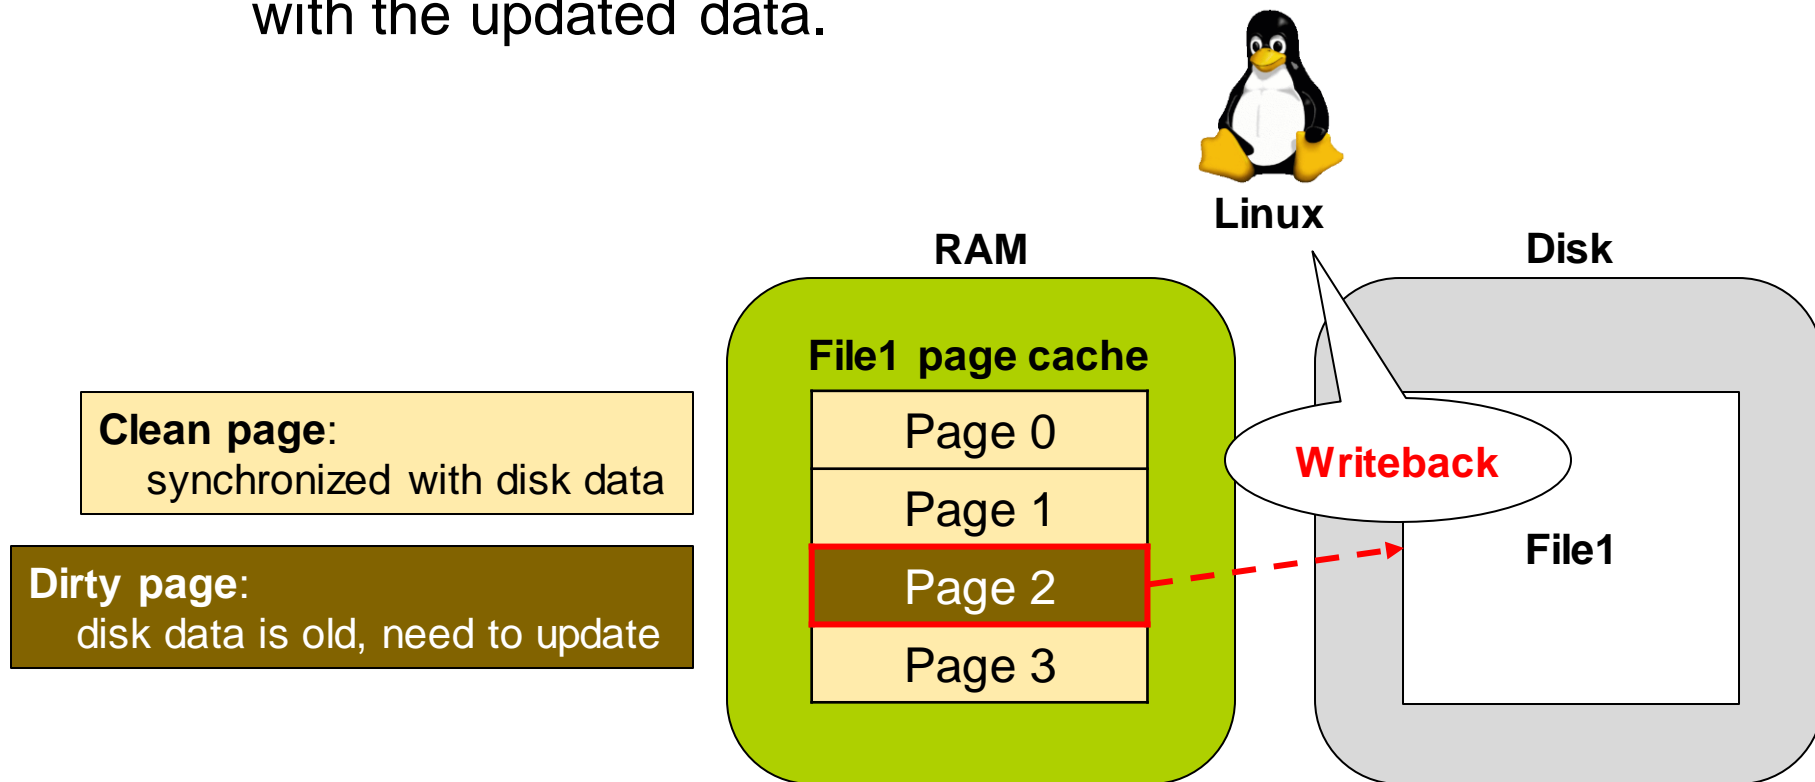 with the updated data.
Linux
RAM
Disk
File1 page cache
Clean page:
synchronized with disk data
Page 0
Page 1
Writeback
Dirty page:
disk data is old, need to update
Page 2
Page 3
File1